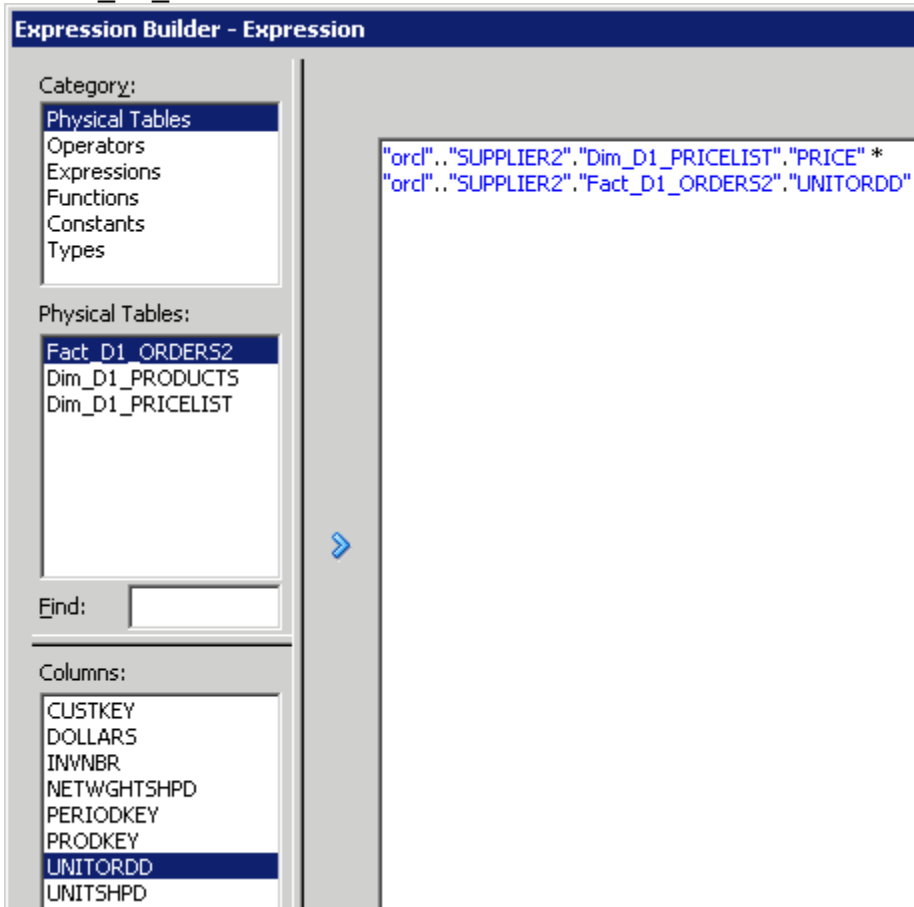 Expression Builder - Expression
Category:
Physical Tables
Operators
Expressions
Functions
Constants
Types
"orcl".."SUPPLIER2"."Dim_D1_PRICELIST"."PRICE" *
"orcl".."SUPPLIER2"."Fact_D1_ORDERS2"."UNITORDD"
Physical Tables:
Fact_D1_ORDERS2
Dim_D1_PRODUCTS
Dim_D1_PRICELIST
Find:
Columns:
CUSTKEY
DOLLARS
INVNBR
NETWGHTSHPD
PERIODKEY
PRODKEY
UNITORDD
UNITSHPD